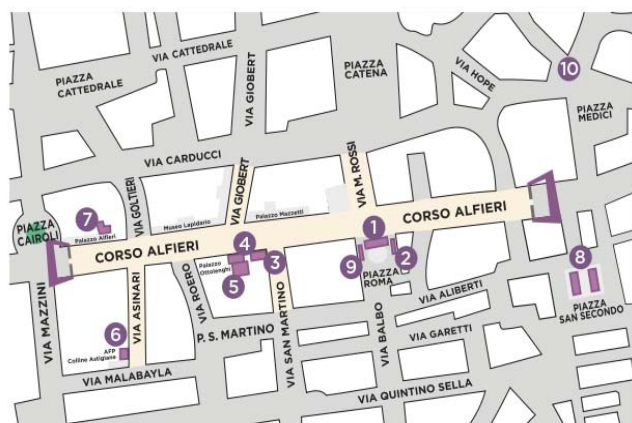 VIA CATTEDRALE
PIAZZA
CATTEDRALE
VIA GIOBERT
PIAZZA
CATENA
VIA HOPE
10
PIAZZA
MEDICI
VIA CARDUCCI
VIA GOLTIERI
VIA GIOBERT
VIA M. ROSSI
Museo Lapidario
Palazzo Mazzetti
7
Palazzo Alfieri
PIAZZA
CAIROLI
CORSO ALFIERI
CORSO ALFIERI
1
4
3
2
9
Palazzo
Ottolenghi
5
PIAZZA
ROMA
8
PIAZZA
SAN SECONDO
VIA MAZZINI
VIA ASINARI
VIA ROERO
P. S. MARTINO
VIA SAN MARTINO
VIA BALBO
VIA ALIBERTI
VIA GARETTI
6
AFP
Colline Astigiane
VIA MALABAYLA
VIA QUINTINO SELLA